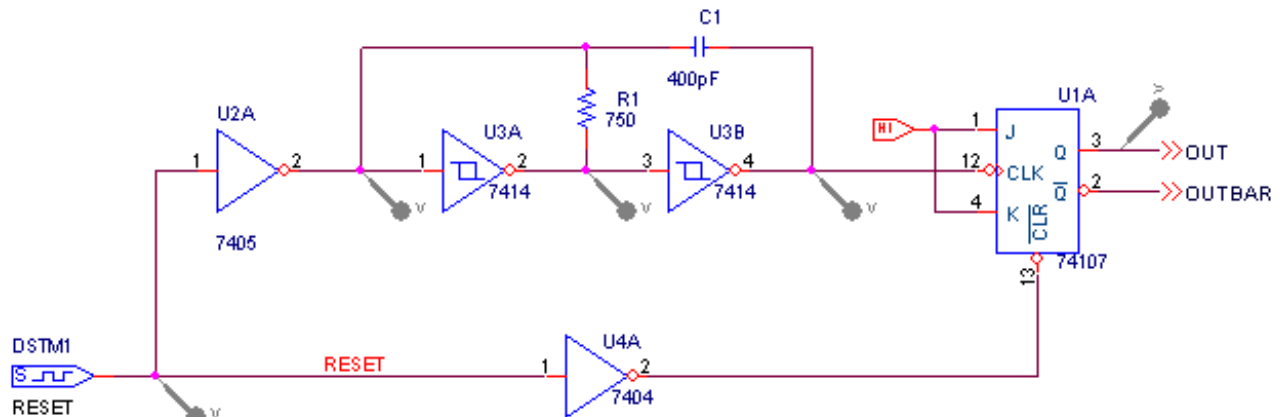 C1
400pF
R1
750
U2A
1
2
7405
U3A
1
2
7414
U3B
3
4
7414
HI
U1A
1
J
3
Q
OUT
12
CLK
2
Q
OUTBAR
4
K
CLR
13
74107
V
V
V
V
DSTM1
S
RESET
RESET
U4A
1
2
7404
V